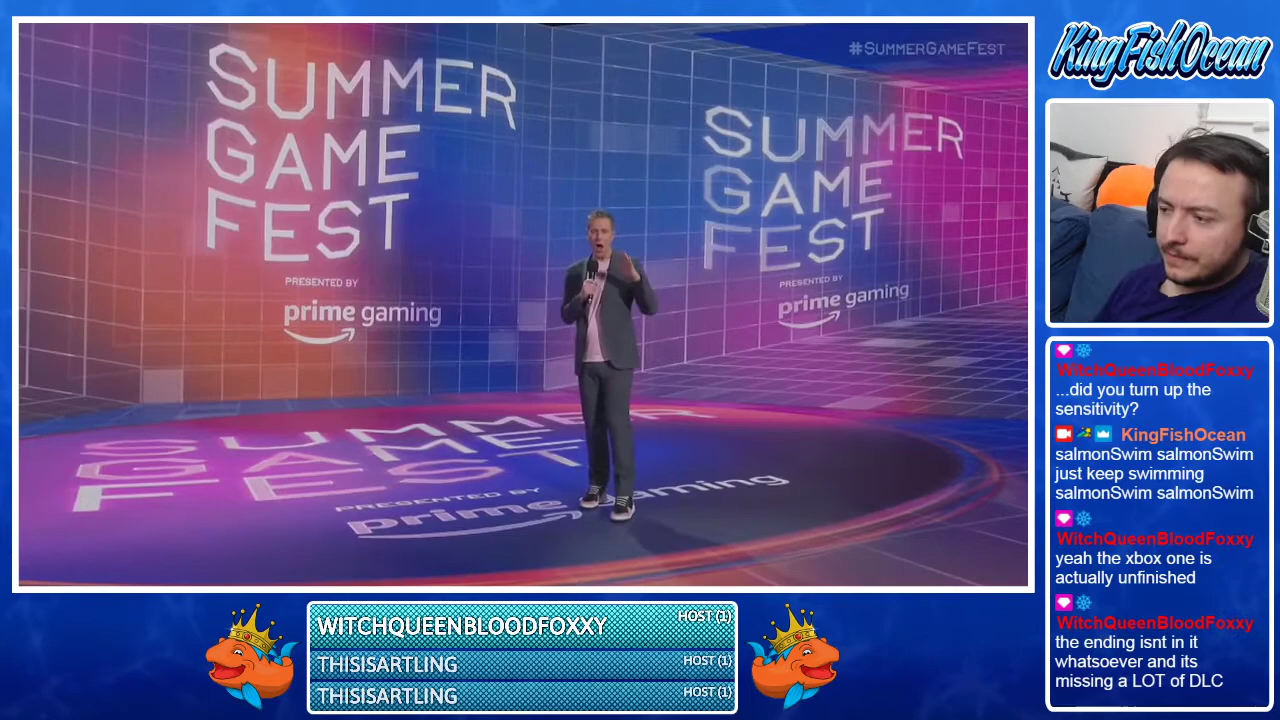 #SUMMERGAMEFEST
SUMMER
GAME
FEST
PRESENTED BY
prime gaming
SUMMER
GAME
FEST
PRESENTED BY
prime gaming
SUMMER
GAME
FEST
PRESENTED BY
prime gaming
KingFishOcean
WitchQueenBloodFoxxy
...did you turn up the
sensitivity?
KingFishOcean
salmonSwim salmonSwim
just keep swimming
salmonSwim salmonSwim
WitchQueenBloodFoxxy
yeah the xbox one is
actually unfinished
WitchQueenBloodFoxxy
the ending isnt in it
whatsoever and its
missing a LOT of DLC
WITCHQUEENBLOODFOXXY HOST (1)
THISISARTLING HOST (1)
THISISARTLING HOST (1)